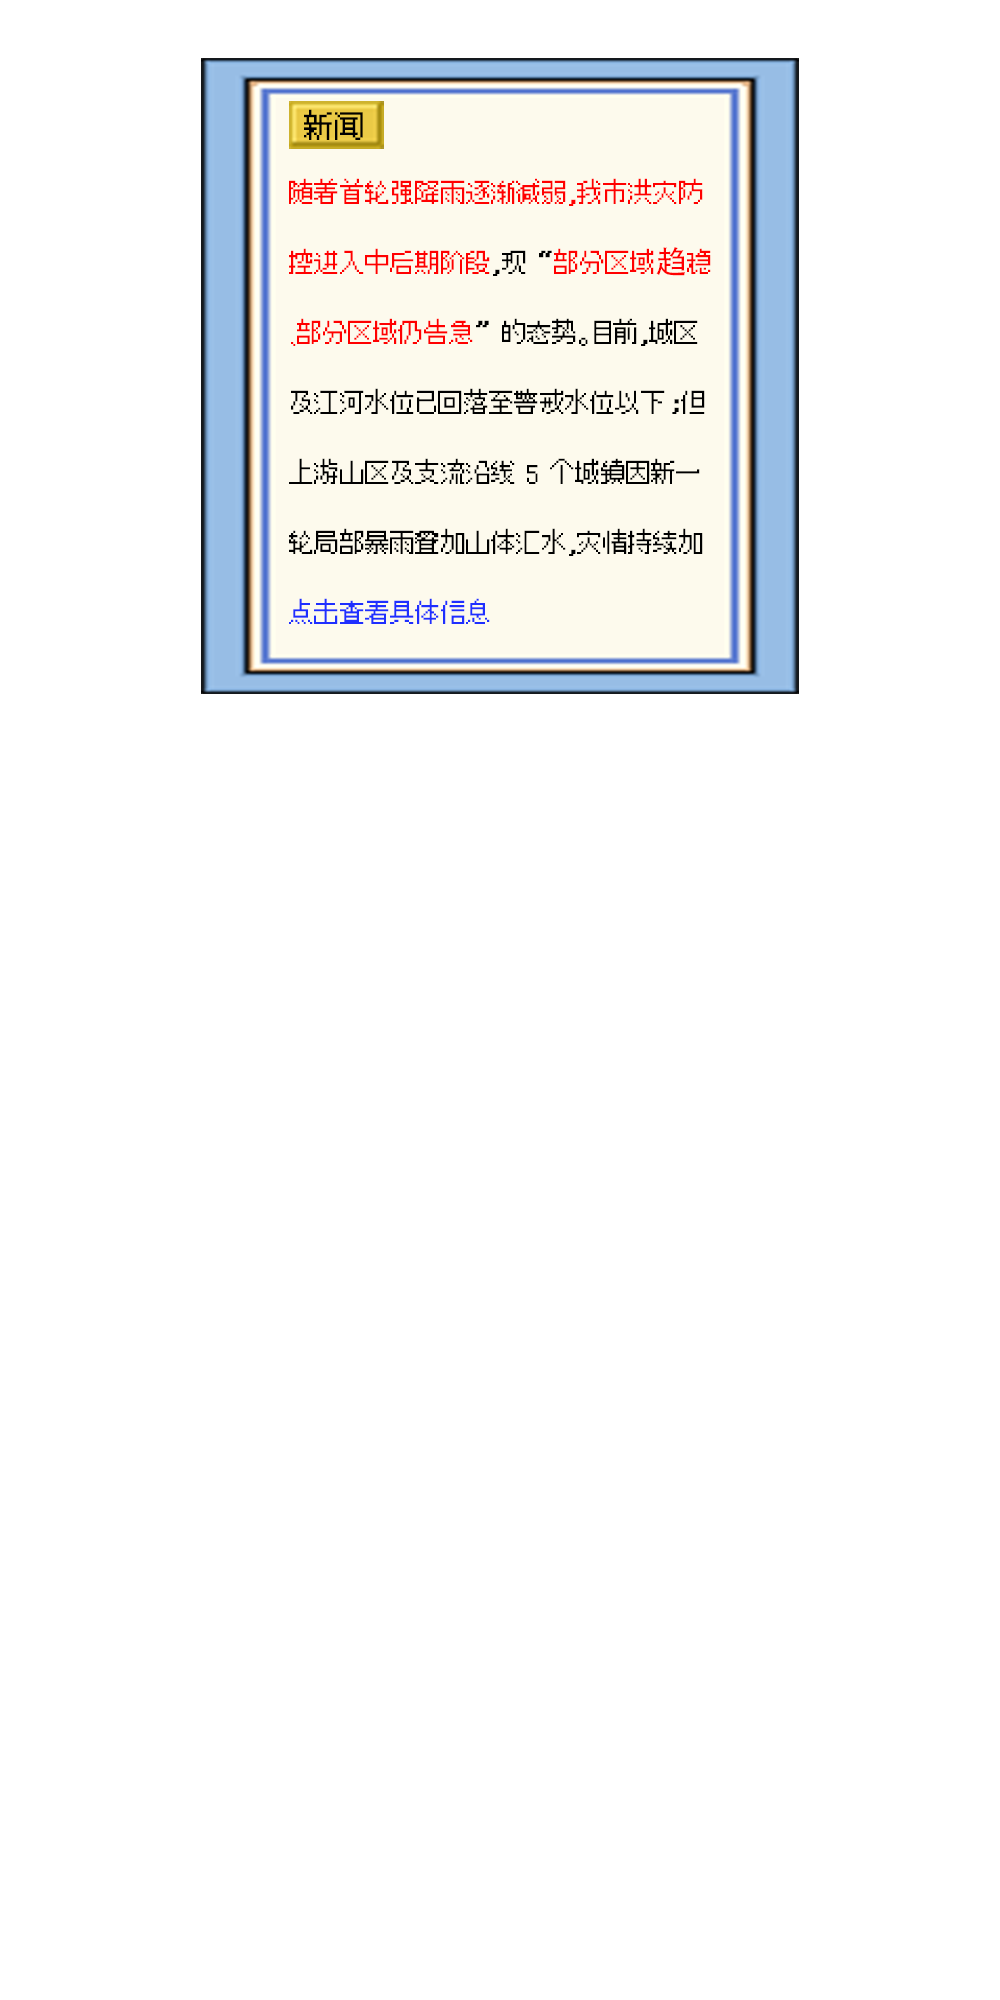 新闻
随着首轮强降雨逐渐减弱,我市洪灾防
控进入中后期阶段,现“部分区域趋稳
、部分区域仍告急”的态势。目前,城区
及江河水位已回落至警戒水位以下;但
上游山区及支流沿线 5 个城镇因新一
轮局部暴雨叠加山体汇水,灾情持续加
点击查看具体信息